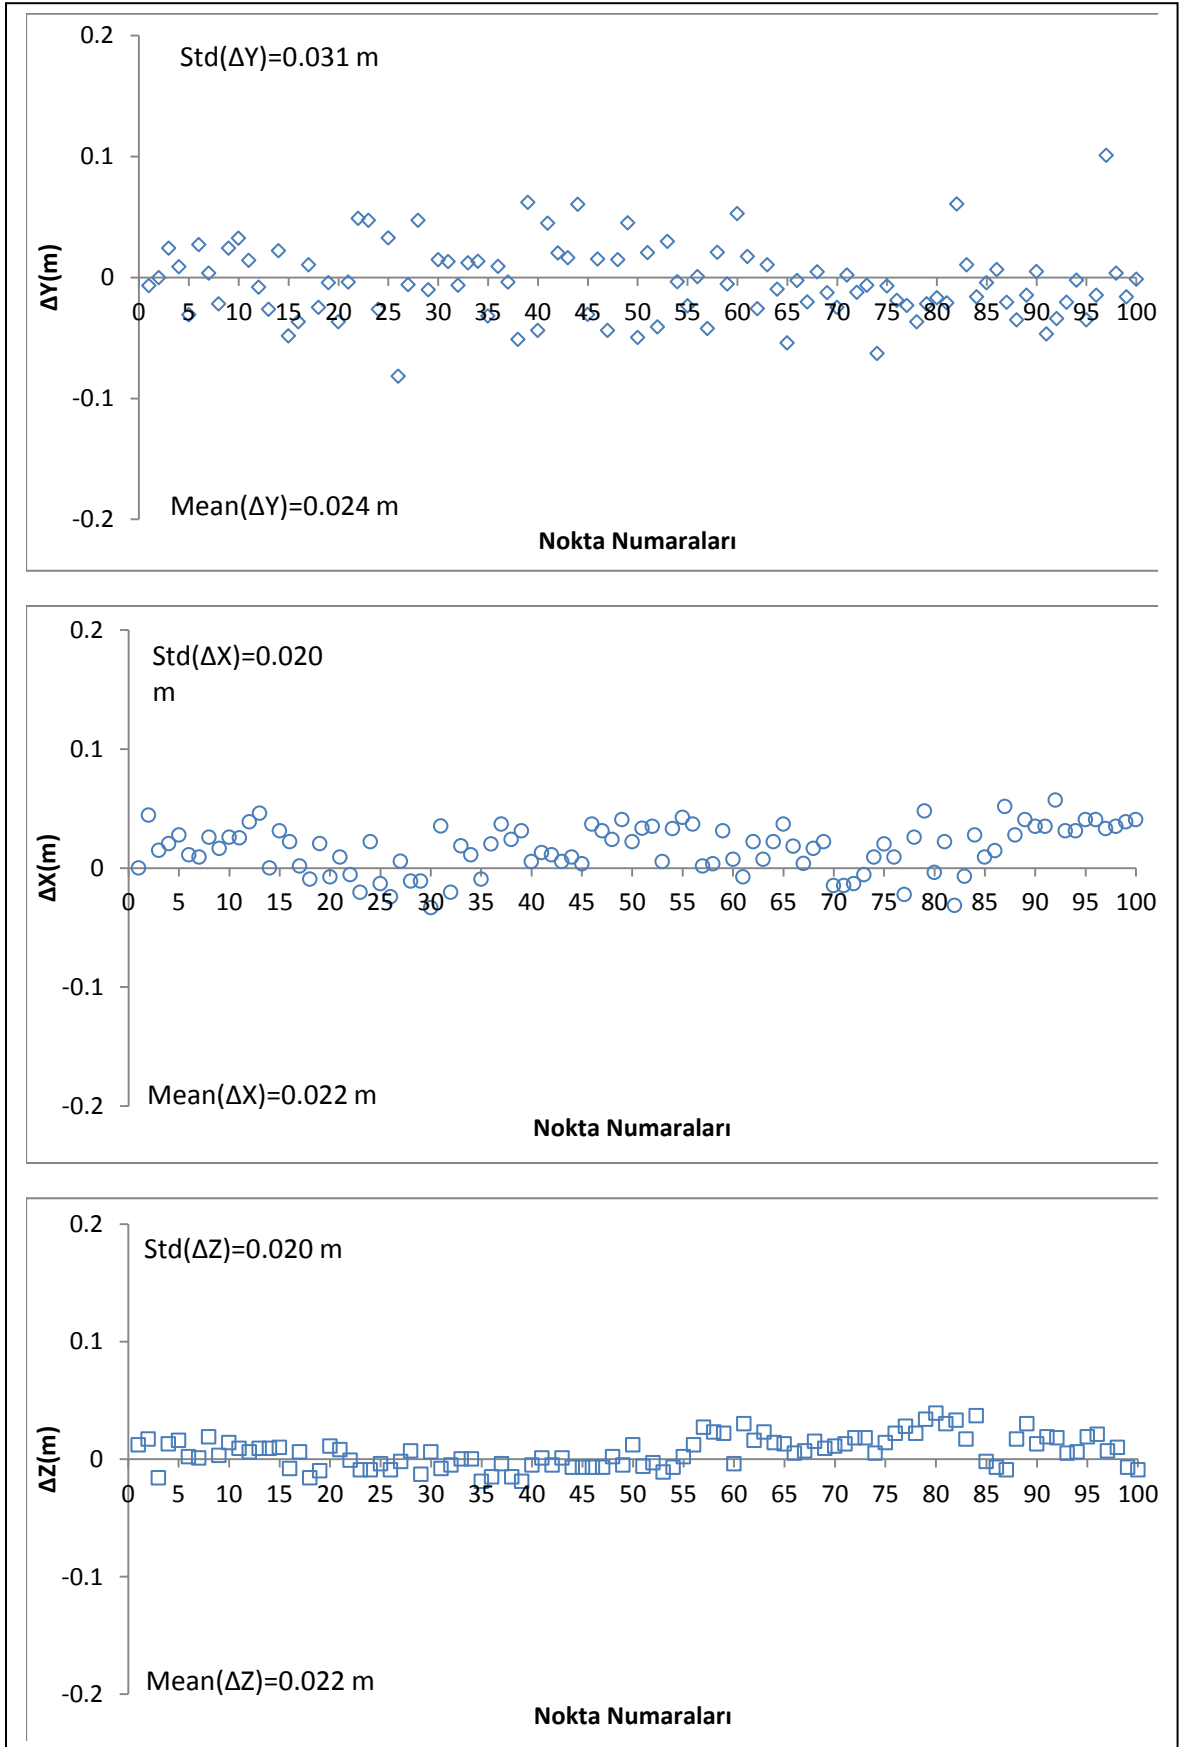 0.2
Std(ΔY)=0.031 m
0.1
ΔY(m)
0
0 5 10 15 20 25 30 35 40 45 50 55 60 65 70 75 80 85 90 95 100
-0.1
Mean(ΔY)=0.024 m
-0.2
Nokta Numaraları
0.2
Std(ΔX)=0.020
m
0.1
ΔX(m)
0
0 5 10 15 20 25 30 35 40 45 50 55 60 65 70 75 80 85 90 95 100
-0.1
Mean(ΔX)=0.022 m
-0.2
Nokta Numaraları
0.2
Std(ΔZ)=0.020 m
0.1
ΔZ(m)
0
0 5 10 15 20 25 30 35 40 45 50 55 60 65 70 75 80 85 90 95 100
-0.1
Mean(ΔZ)=0.022 m
-0.2
Nokta Numaraları